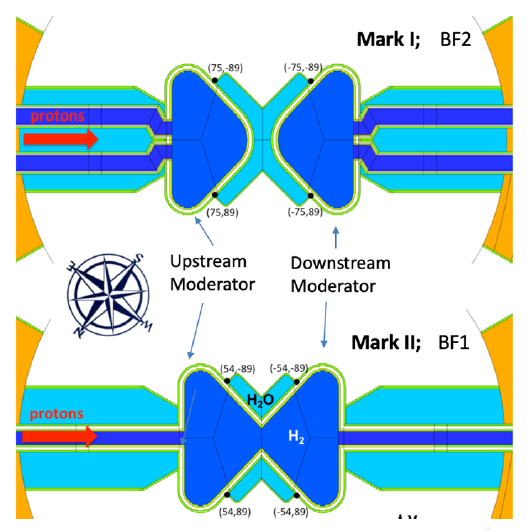 Mark I; BF2
(75,-89) (-75,-89)
protons
(75,89) (-75,89)
Upstream
Moderator
Downstream
Moderator
E S
N W
Mark II; BF1
(54,-89) (-54,-89)
protons
H₂O
H₂
(54,89) (-54,89)